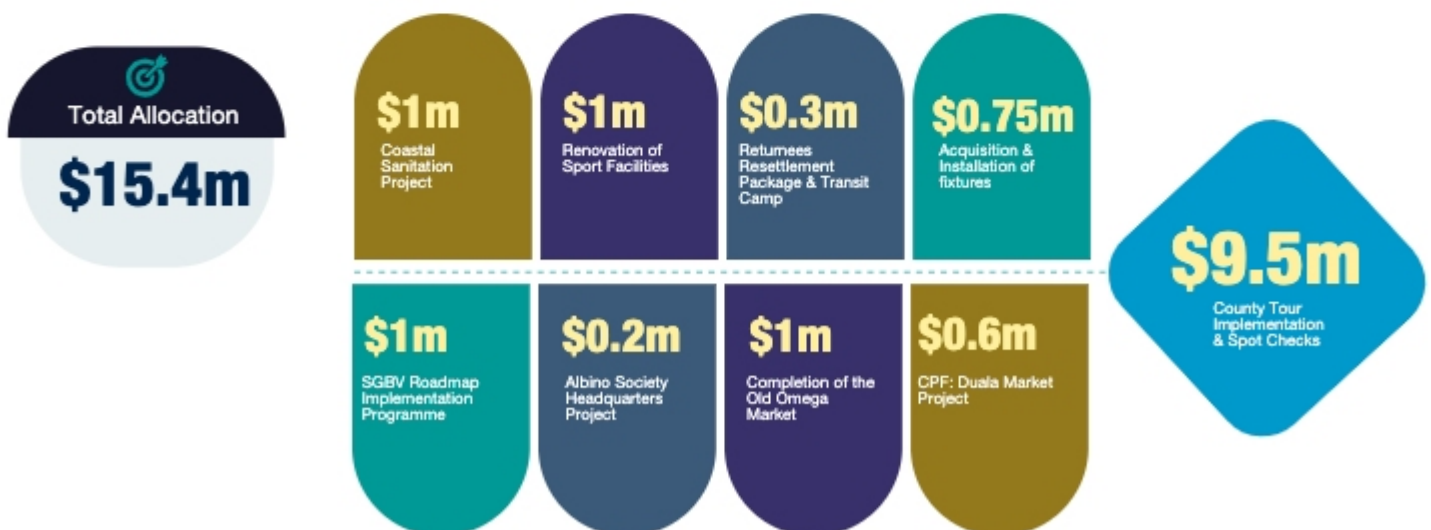 Total Allocation
$15.4m
$1m
Coastal
Sanitation
Project
$1m
Renovation of
Sport Facilities
$0.3m
Returnees
Resettlement
Package & Transit
Camp
$0.75m
Acquisition &
Installation of
fixtures
$1m
SGBV Roadmap
Implementation
Programme
$0.2m
Albino Society
Headquarters
Project
$1m
Completion of the
Old Omega
Market
$0.6m
CPF: Duala Market
Project
$9.5m
County Tour
Implementation
& Spot Checks